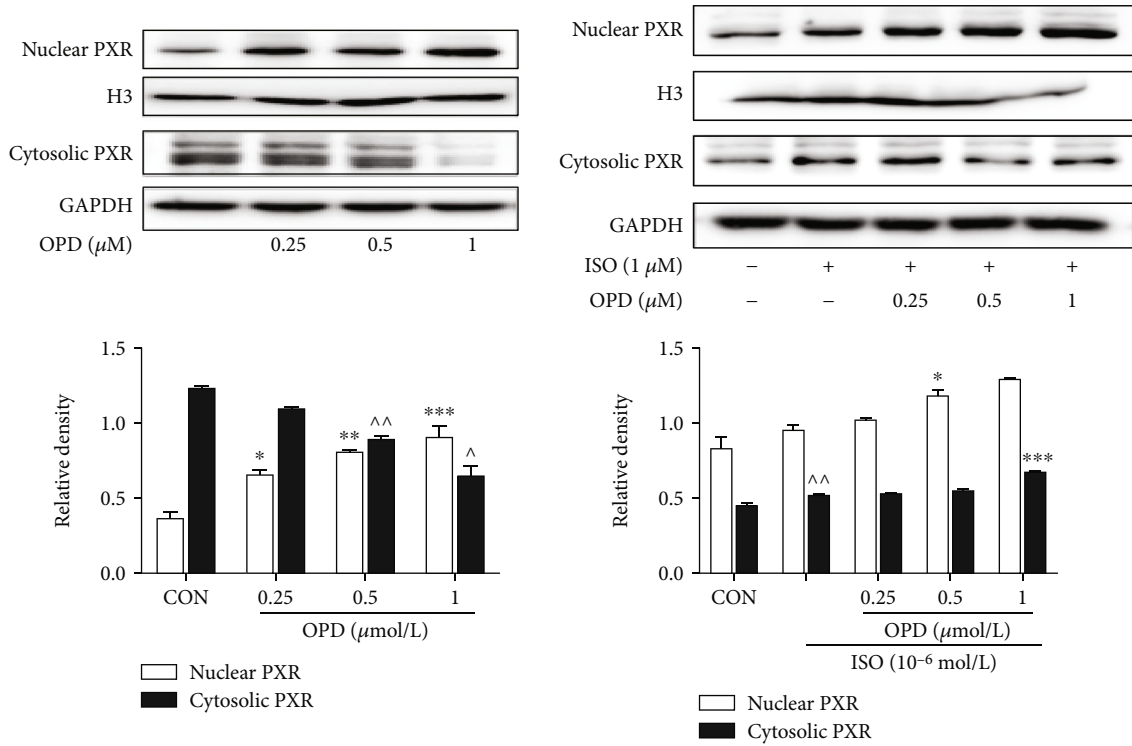 Nuclear PXR
H3
Cytosolic PXR
GAPDH
OPD (μM) 0.25 0.5 1
Nuclear PXR
H3
Cytosolic PXR
GAPDH
ISO (1 μM) – + + + +
OPD (μM) – – 0.25 0.5 1
1.5
1.0
0.5
0.0
Relative density
* ** ^^ *** ^
CON 0.25 0.5 1
OPD (μmol/L)
Nuclear PXR
Cytosolic PXR
1.5
1.0
0.5
0.0
Relative density
^^ * ***
CON 0.25 0.5 1
OPD (μmol/L)
ISO (10⁻⁶ mol/L)
Nuclear PXR
Cytosolic PXR